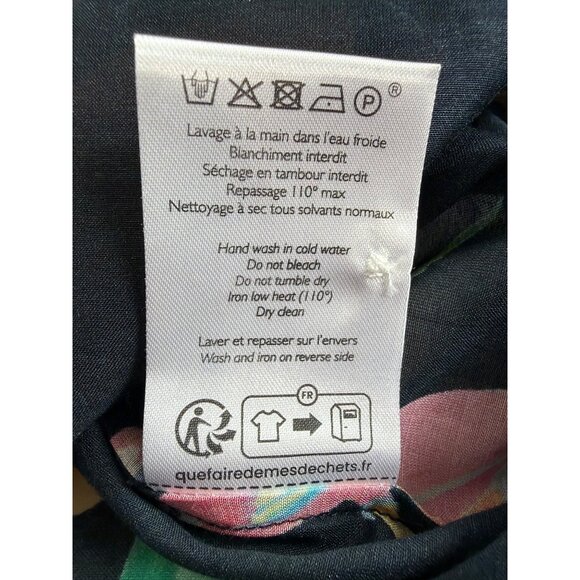 P ®
Lavage à la main dans l'eau froide
Blanchiment interdit
Séchage en tambour interdit
Repassage 110° max
Nettoyage à sec tous solvants normaux
Hand wash in cold water
Do not bleach
Do not tumble dry
Iron low heat (110°)
Dry clean
Laver et repasser sur l'envers
Wash and iron on reverse side
FR
quefairedemesdechets.fr